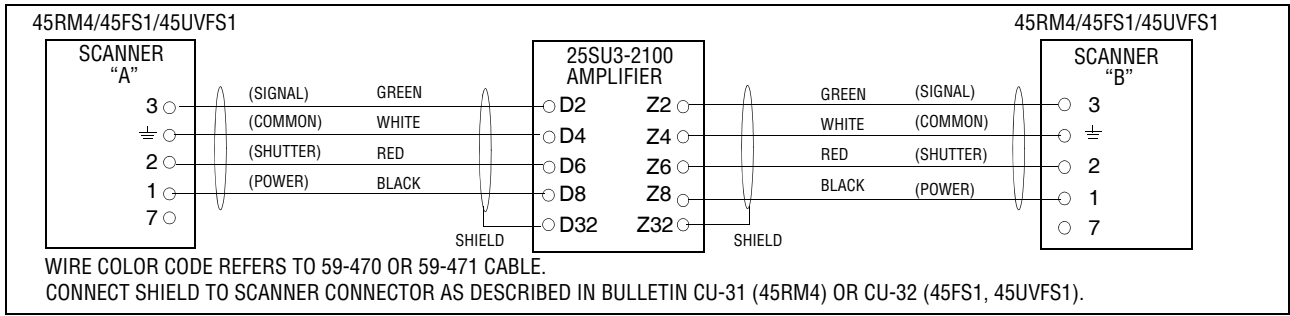 45RM4/45FS1/45UVFS1
45RM4/45FS1/45UVFS1
SCANNER
“A”
25SU3-2100
AMPLIFIER
SCANNER
“B”
3 (SIGNAL) GREEN D2 Z2 GREEN (SIGNAL) 3
(COMMON) WHITE D4 Z4 WHITE (COMMON)
2 (SHUTTER) RED D6 Z6 RED (SHUTTER) 2
1 (POWER) BLACK D8 Z8 BLACK (POWER) 1
7 SHIELD D32 Z32 SHIELD 7
WIRE COLOR CODE REFERS TO 59-470 OR 59-471 CABLE.
CONNECT SHIELD TO SCANNER CONNECTOR AS DESCRIBED IN BULLETIN CU-31 (45RM4) OR CU-32 (45FS1, 45UVFS1).